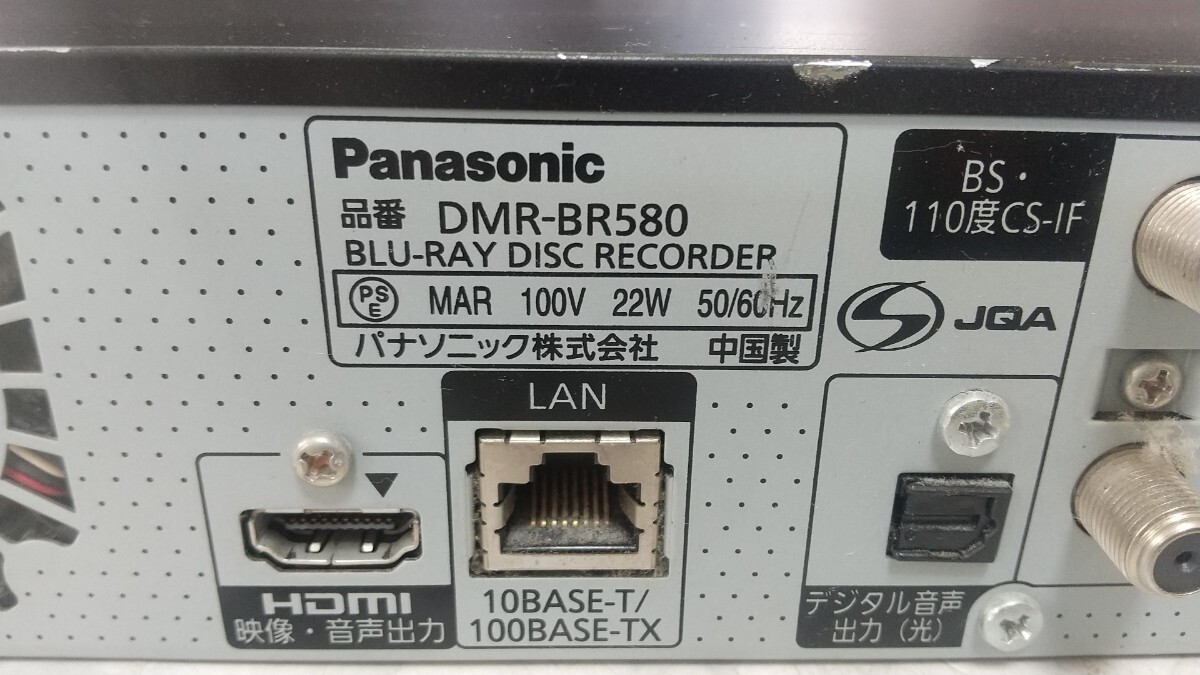 Panasonic
品番 DMR-BR580
BLU-RAY DISC RECORDER
PSE MAR 100V 22W 50/60Hz
パナソニック株式会社 中国製
BS・
110度CS-IF
JQA
LAN
10BASE-T/
100BASE-TX
HDMI
映像・音声出力
デジタル音声
出力(光)